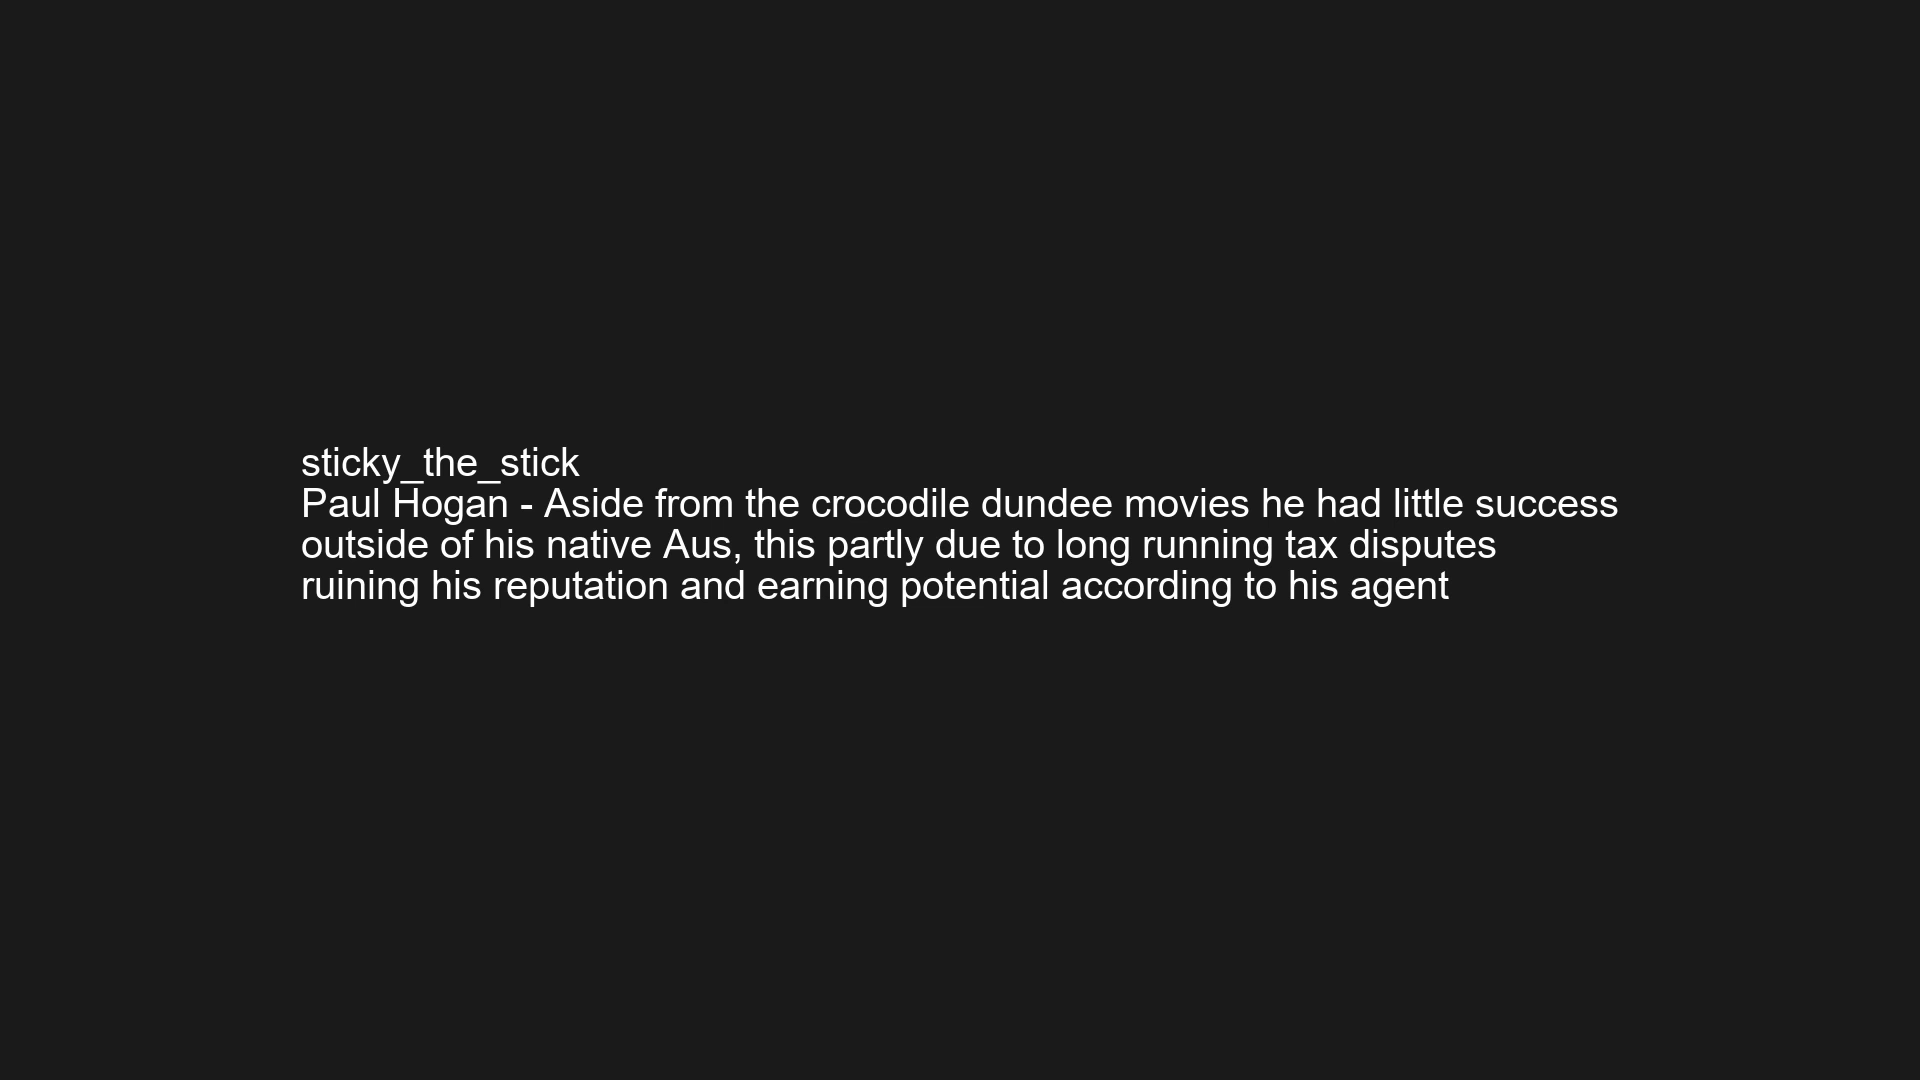 sticky_the_stick
Paul Hogan - Aside from the crocodile dundee movies he had little success
outside of his native Aus, this partly due to long running tax disputes
ruining his reputation and earning potential according to his agent